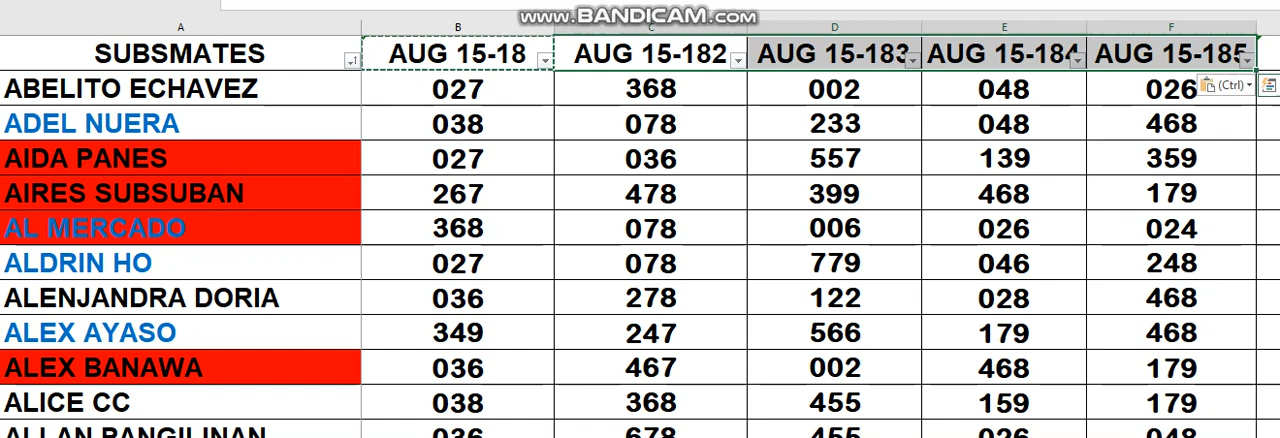 www.BANDICAM.com
A B C D E F
SUBSMATES AUG 15-18 AUG 15-182 AUG 15-183 AUG 15-184 AUG 15-185
ABELITO ECHAVEZ 027 368 002 048 026 (Ctrl)
ADEL NUERA 038 078 233 048 468
AIDA PANES 027 036 557 139 359
AIRES SUBSUBAN 267 478 399 468 179
AL MERCADO 368 078 006 026 024
ALDRIN HO 027 078 779 046 248
ALENJANDRA DORIA 036 278 122 028 468
ALEX AYASO 349 247 566 179 468
ALEX BANAWA 036 467 002 468 179
ALICE CC 038 368 455 159 179
ALLAN BANGILINAN 036 678 455 026 048